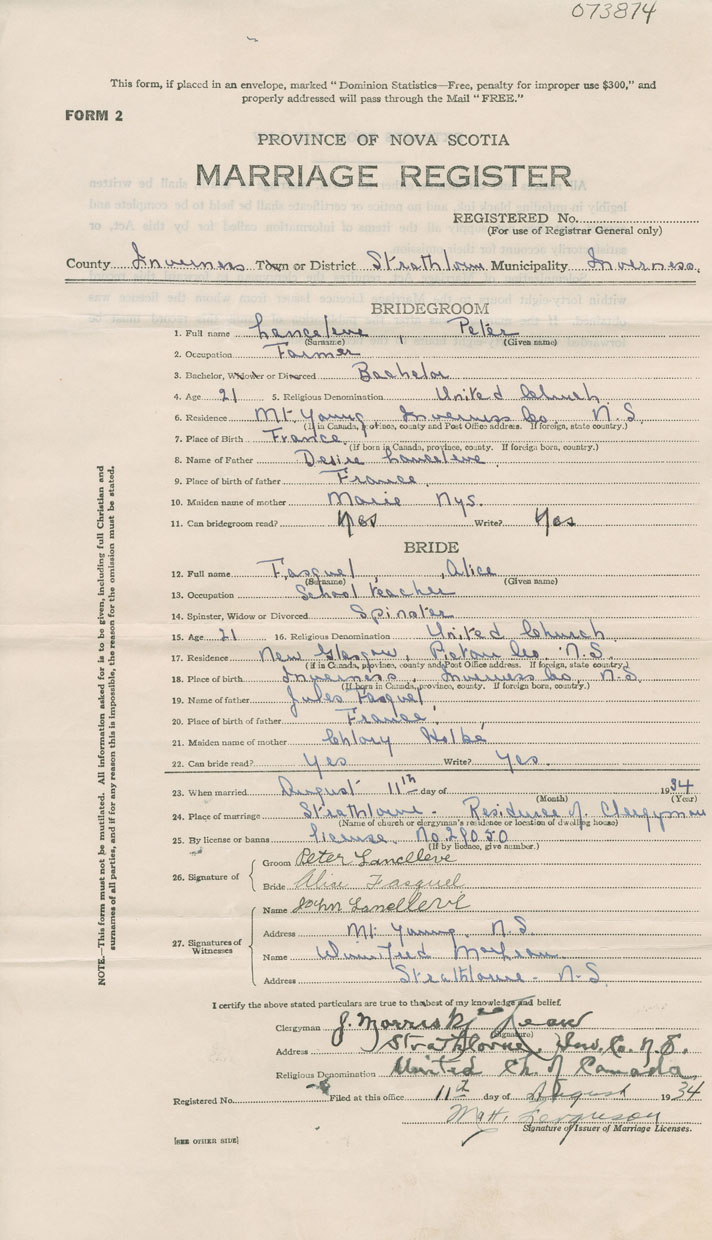 073874
This form, if placed in an envelope, marked "Dominion Statistics—Free, penalty for improper use $300," and
properly addressed will pass through the Mail "FREE."
FORM 2
PROVINCE OF NOVA SCOTIA
MARRIAGE REGISTER
REGISTERED No.
(For use of Registrar General only)
County Inverness Town or District Strathlorne Municipality Inverness
BRIDEGROOM
1. Full name Lanceleve, Peter
(Surname) (Given name)
2. Occupation Farmer
3. Bachelor, Widower or Divorced Bachelor
4. Age 21 5. Religious Denomination United Church
6. Residence Mt Young Inverness Co N.S.
(If in Canada, province, county and Post Office address. If foreign, state country.)
7. Place of Birth France
(If born in Canada, province, county. If foreign born, country.)
8. Name of Father Desire Lanceleve
9. Place of birth of father France
10. Maiden name of mother Marie Nys.
11. Can bridegroom read? Yes Write? Yes
BRIDE
12. Full name Fasquel, Alice
(Surname) (Given name)
13. Occupation School teacher
14. Spinster, Widow or Divorced Spinster
15. Age 21 16. Religious Denomination United Church
17. Residence New Glasgow, Pictou Co. N.S.
(if in Canada, province, county and Post Office address. If foreign, state country)
18. Place of birth Inverness, Inverness Co, N.S.
(If born in Canada, province, county. If foreign born, country.)
19. Name of father Jules Fasquel
20. Place of birth of father France
21. Maiden name of mother
22. Can bride read? Yes Write? Yes.
23. When married August 11th day of 1934
(Month) (Year)
24. Place of marriage Strathlorne - Residence of Clergyman
(Name of church or clergyman's residence or location of dwelling house)
25. By license or banns license. No. 28050
(If by licence, give number.)
26. Signature of
Groom Peter Lancelleve
Bride Alice Fasquel
27. Signatures of Witnesses
Name John Lancelleve
Address Mt Young, N.S.
Name Winnifred McLean
Address Strathlorne - N-S.
I certify the above stated particulars are true to the best of my knowledge and belief.
Clergyman J. Morris
(Signature)
Address Strathlorne, Inv. Co. N.S.
Religious Denomination United Ch. of Canada
Registered No. Filed at this office 11th day of August 1934
Ferguson
Signature of Issuer of Marriage Licenses.
[SEE OTHER SIDE]
NOTE.—This form must not be mutilated. All information asked for is to be given, including full Christian and
surnames of all parties, and if for any reason this is impossible, the reason for the omission must be stated.